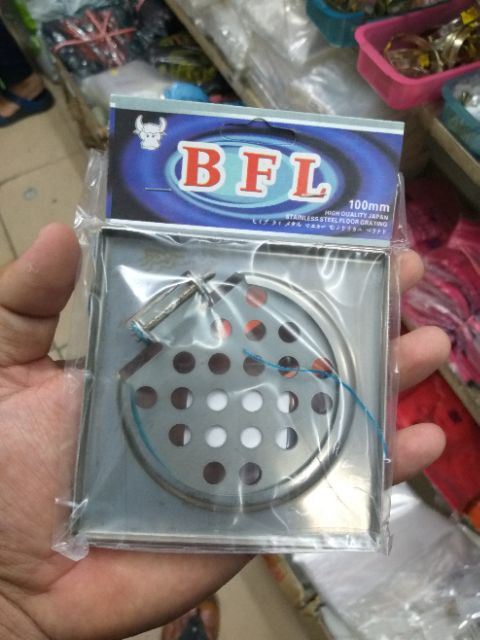 BFL
100mm
HIGH QUALITY JAPAN
STAINLESS STEEL FLOOR GRATING